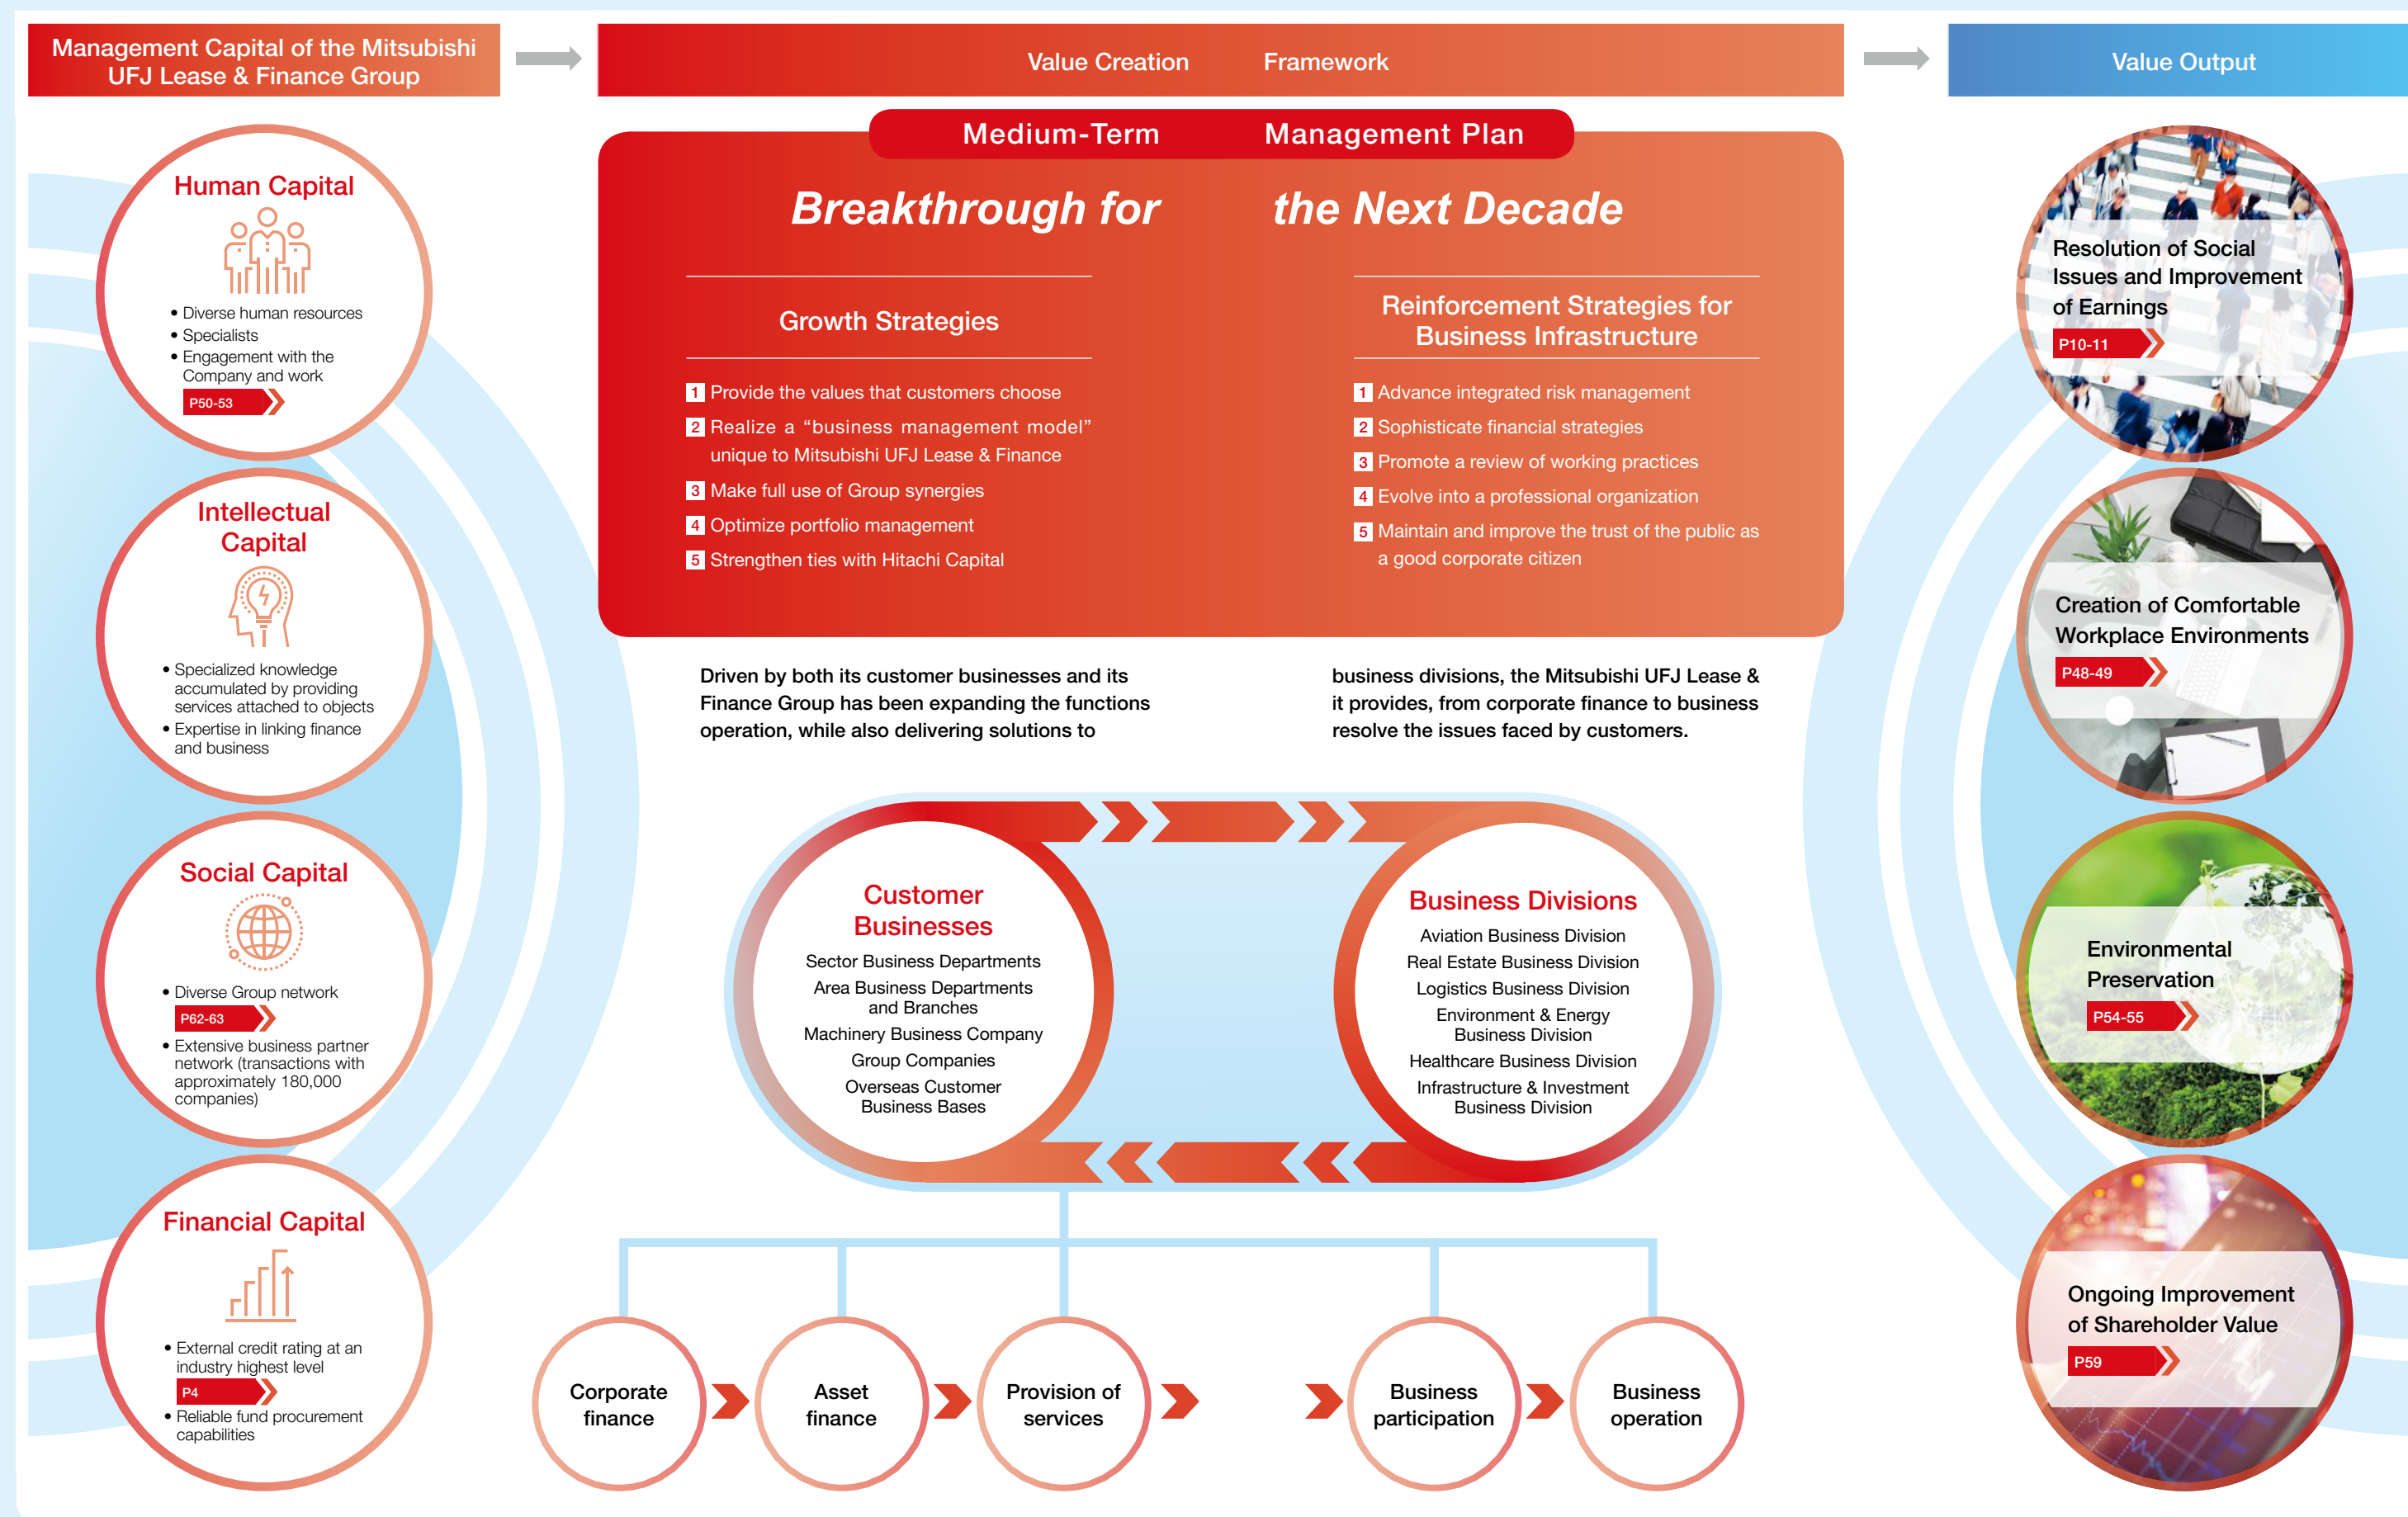 Management Capital of the Mitsubishi
UFJ Lease & Finance Group
Value Creation Framework
Value Output
Human Capital
• Diverse human resources
• Specialists
• Engagement with the
Company and work
P50-53
Intellectual
Capital
• Specialized knowledge
accumulated by providing
services attached to objects
• Expertise in linking finance
and business
Social Capital
• Diverse Group network
P62-63
• Extensive business partner
network (transactions with
approximately 180,000
companies)
Financial Capital
• External credit rating at an
industry highest level
P4
• Reliable fund procurement
capabilities
Medium-Term Management Plan
Breakthrough for the Next Decade
Growth Strategies
1 Provide the values that customers choose
2 Realize a “business management model”
unique to Mitsubishi UFJ Lease & Finance
3 Make full use of Group synergies
4 Optimize portfolio management
5 Strengthen ties with Hitachi Capital
Reinforcement Strategies for
Business Infrastructure
1 Advance integrated risk management
2 Sophisticate financial strategies
3 Promote a review of working practices
4 Evolve into a professional organization
5 Maintain and improve the trust of the public as
a good corporate citizen
Driven by both its customer businesses and its business divisions, the Mitsubishi UFJ Lease &
Finance Group has been expanding the functions it provides, from corporate finance to business
operation, while also delivering solutions to resolve the issues faced by customers.
Customer
Businesses
Sector Business Departments
Area Business Departments
and Branches
Machinery Business Company
Group Companies
Overseas Customer
Business Bases
Business Divisions
Aviation Business Division
Real Estate Business Division
Logistics Business Division
Environment & Energy
Business Division
Healthcare Business Division
Infrastructure & Investment
Business Division
Corporate
finance
Asset
finance
Provision of
services
Business
participation
Business
operation
Resolution of Social
Issues and Improvement
of Earnings
P10-11
Creation of Comfortable
Workplace Environments
P48-49
Environmental
Preservation
P54-55
Ongoing Improvement
of Shareholder Value
P59